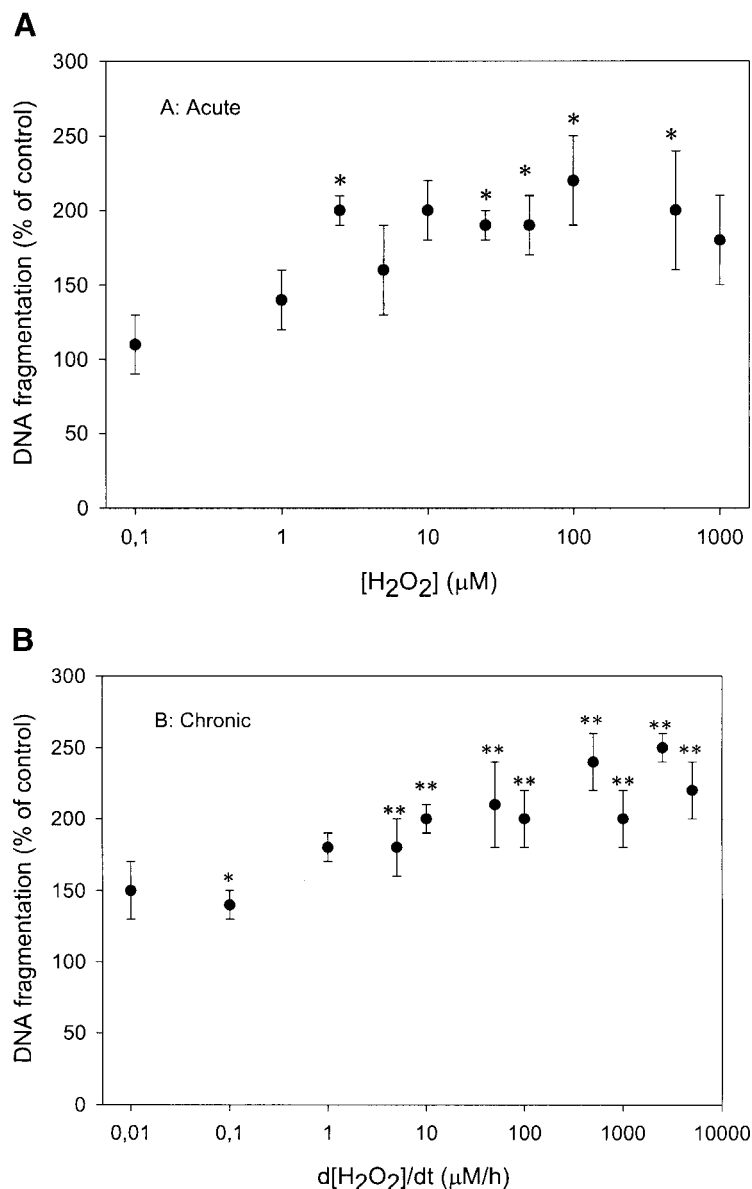 A
A: Acute
DNA fragmentation (% of control)
300
250
200
150
100
50
0
* * * * *
0,1 1 10 100 1000
[H₂O₂] (μM)
B
B: Chronic
DNA fragmentation (% of control)
300
250
200
150
100
50
0
* ** ** ** ** ** ** ** **
0,01 0,1 1 10 100 1000 10000
d[H₂O₂]/dt (μM/h)